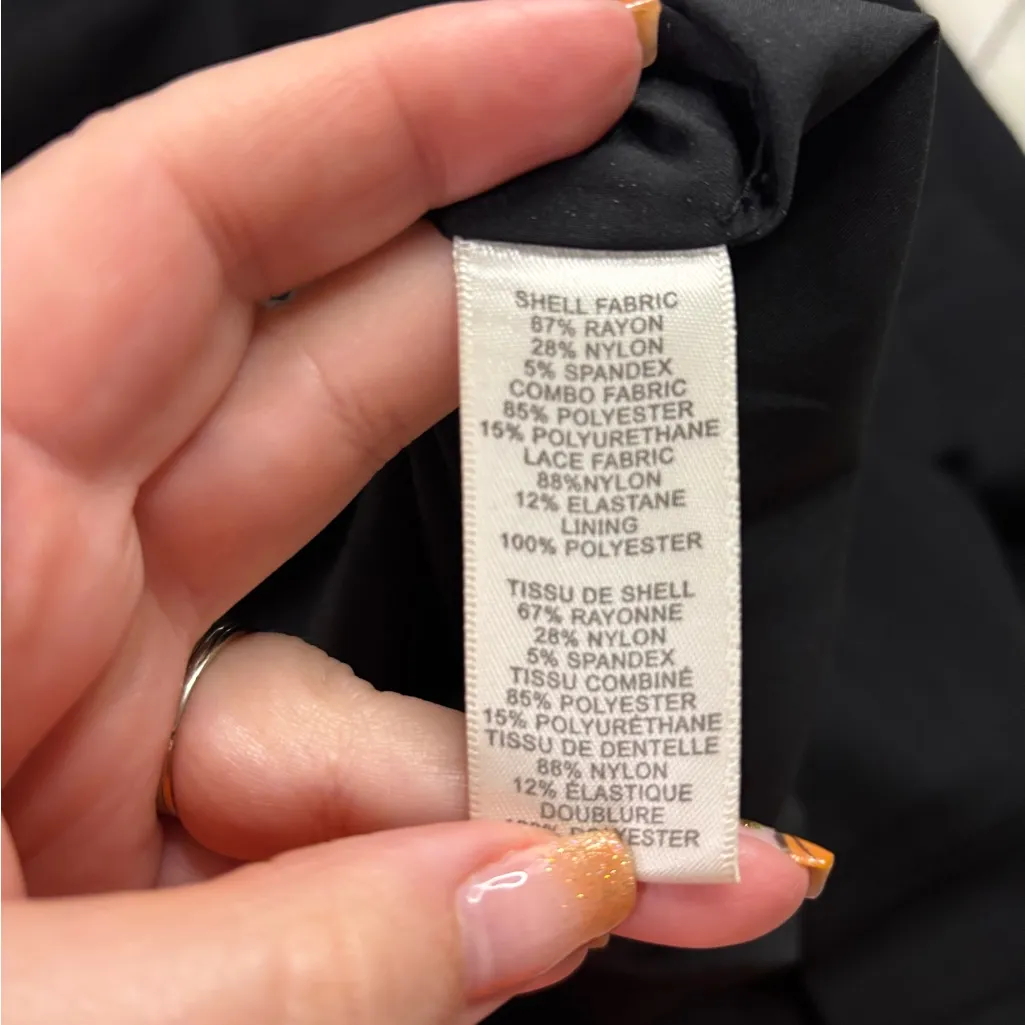 SHELL FABRIC
67% RAYON
28% NYLON
5% SPANDEX
COMBO FABRIC
85% POLYESTER
15% POLYURETHANE
LACE FABRIC
88%NYLON
12% ELASTANE
LINING
100% POLYESTER
TISSU DE SHELL
67% RAYONNE
28% NYLON
5% SPANDEX
TISSU COMBINÉ
85% POLYESTER
15% POLYURÉTHANE
TISSU DE DENTELLE
88% NYLON
12% ÉLASTIQUE
DOUBLURE
100% POLYESTER